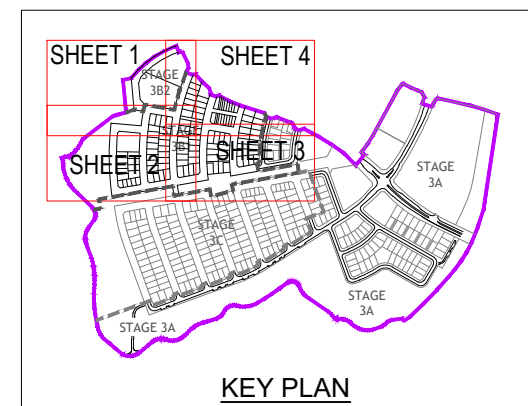 SHEET 1
SHEET 4
STAGE
3B2
STAGE
3B1
SHEET 2
SHEET 3
STAGE
3A
STAGE
3C
STAGE
3A
STAGE 3A
KEY PLAN